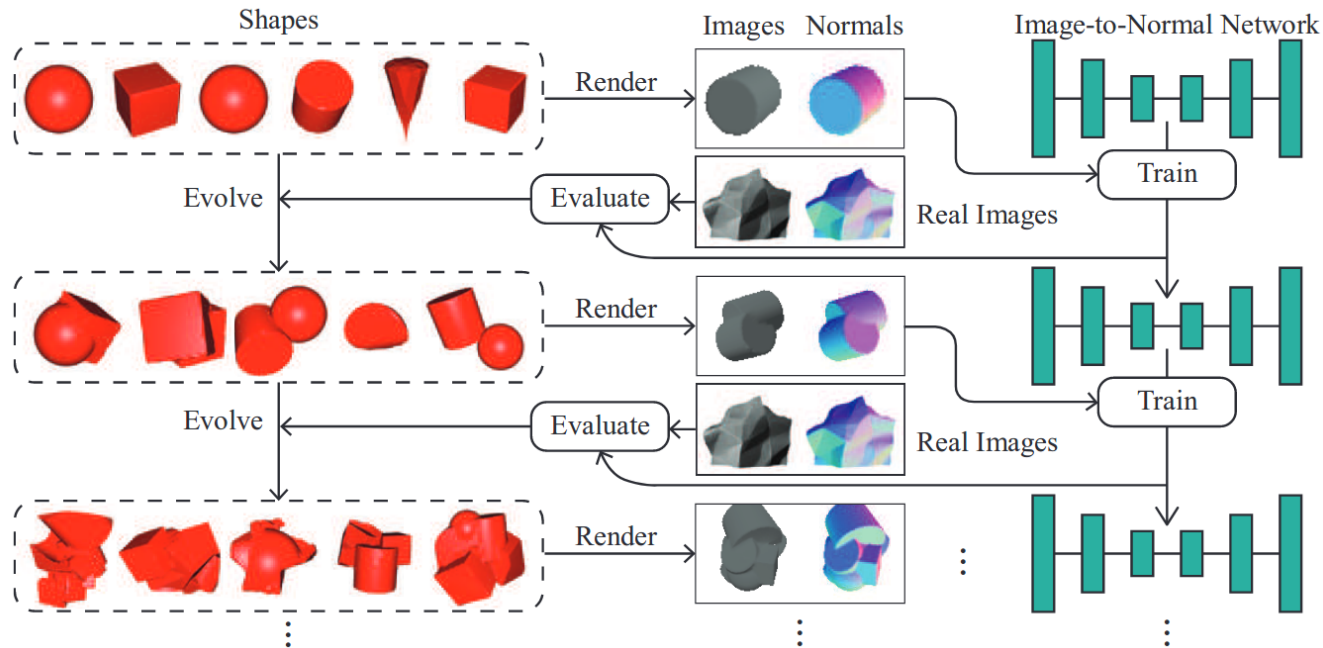 Shapes
Images
Normals
Image-to-Normal Network
Render
Train
Evolve
Evaluate
Real Images
Render
Train
Evolve
Evaluate
Real Images
Render